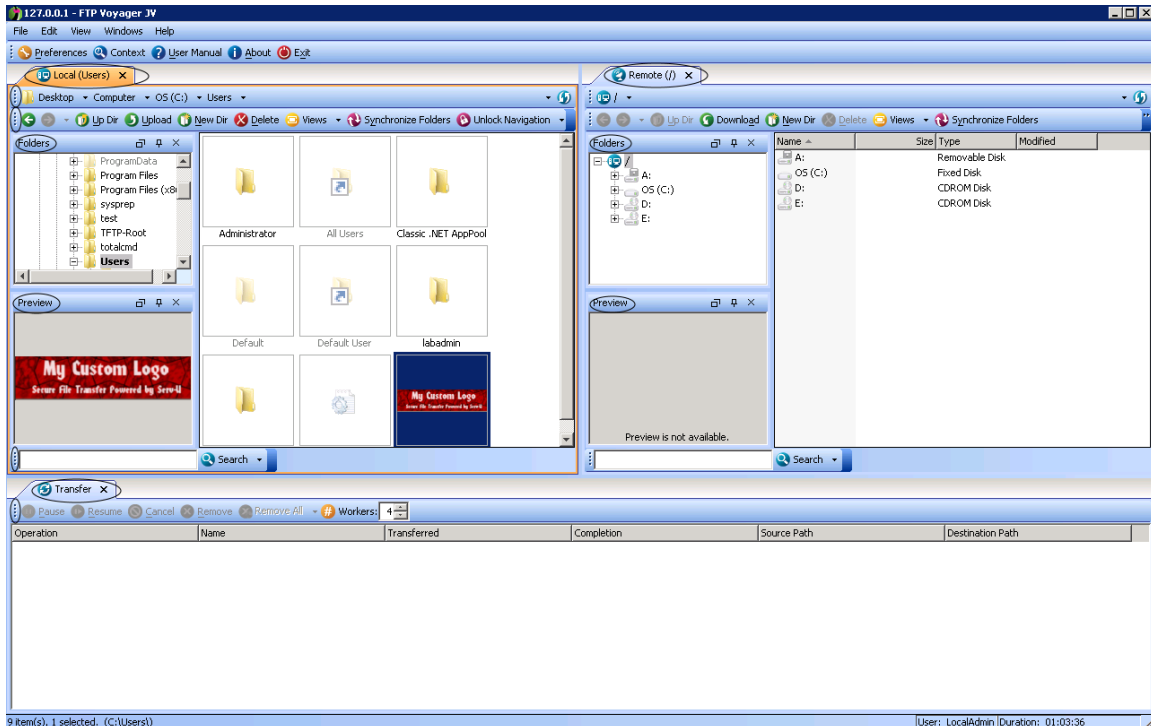 127.0.0.1 - FTP Voyager JV
File Edit View Windows Help
Preferences Context User Manual About Exit
Local (Users)
Remote (/)
Desktop Computer OS (C:) Users
/
Up Dir Upload New Dir Delete Views Synchronize Folders Unlock Navigation
Up Dir Download New Dir Delete Views Synchronize Folders
Folders
ProgramData
Program Files
Program Files (x8
sysprep
test
TFTP-Root
totalcmd
Users
Administrator All Users Classic .NET AppPool
Default Default User labadmin
My Custom Logo
Secure File Transfer Powered by Serv-U
Preview
My Custom Logo
Secure File Transfer Powered by Serv-U
Search
Folders
/
A:
OS (C:)
D:
E:
Name Size Type Modified
A: Removable Disk
OS (C:) Fixed Disk
D: CDROM Disk
E: CDROM Disk
Preview
Preview is not available.
Search
Transfer
Pause Resume Cancel Remove Remove All # Workers: 4
Operation Name Transferred Completion Source Path Destination Path
9 item(s), 1 selected. (C:\Users\)
User: LocalAdmin Duration: 01:03:36